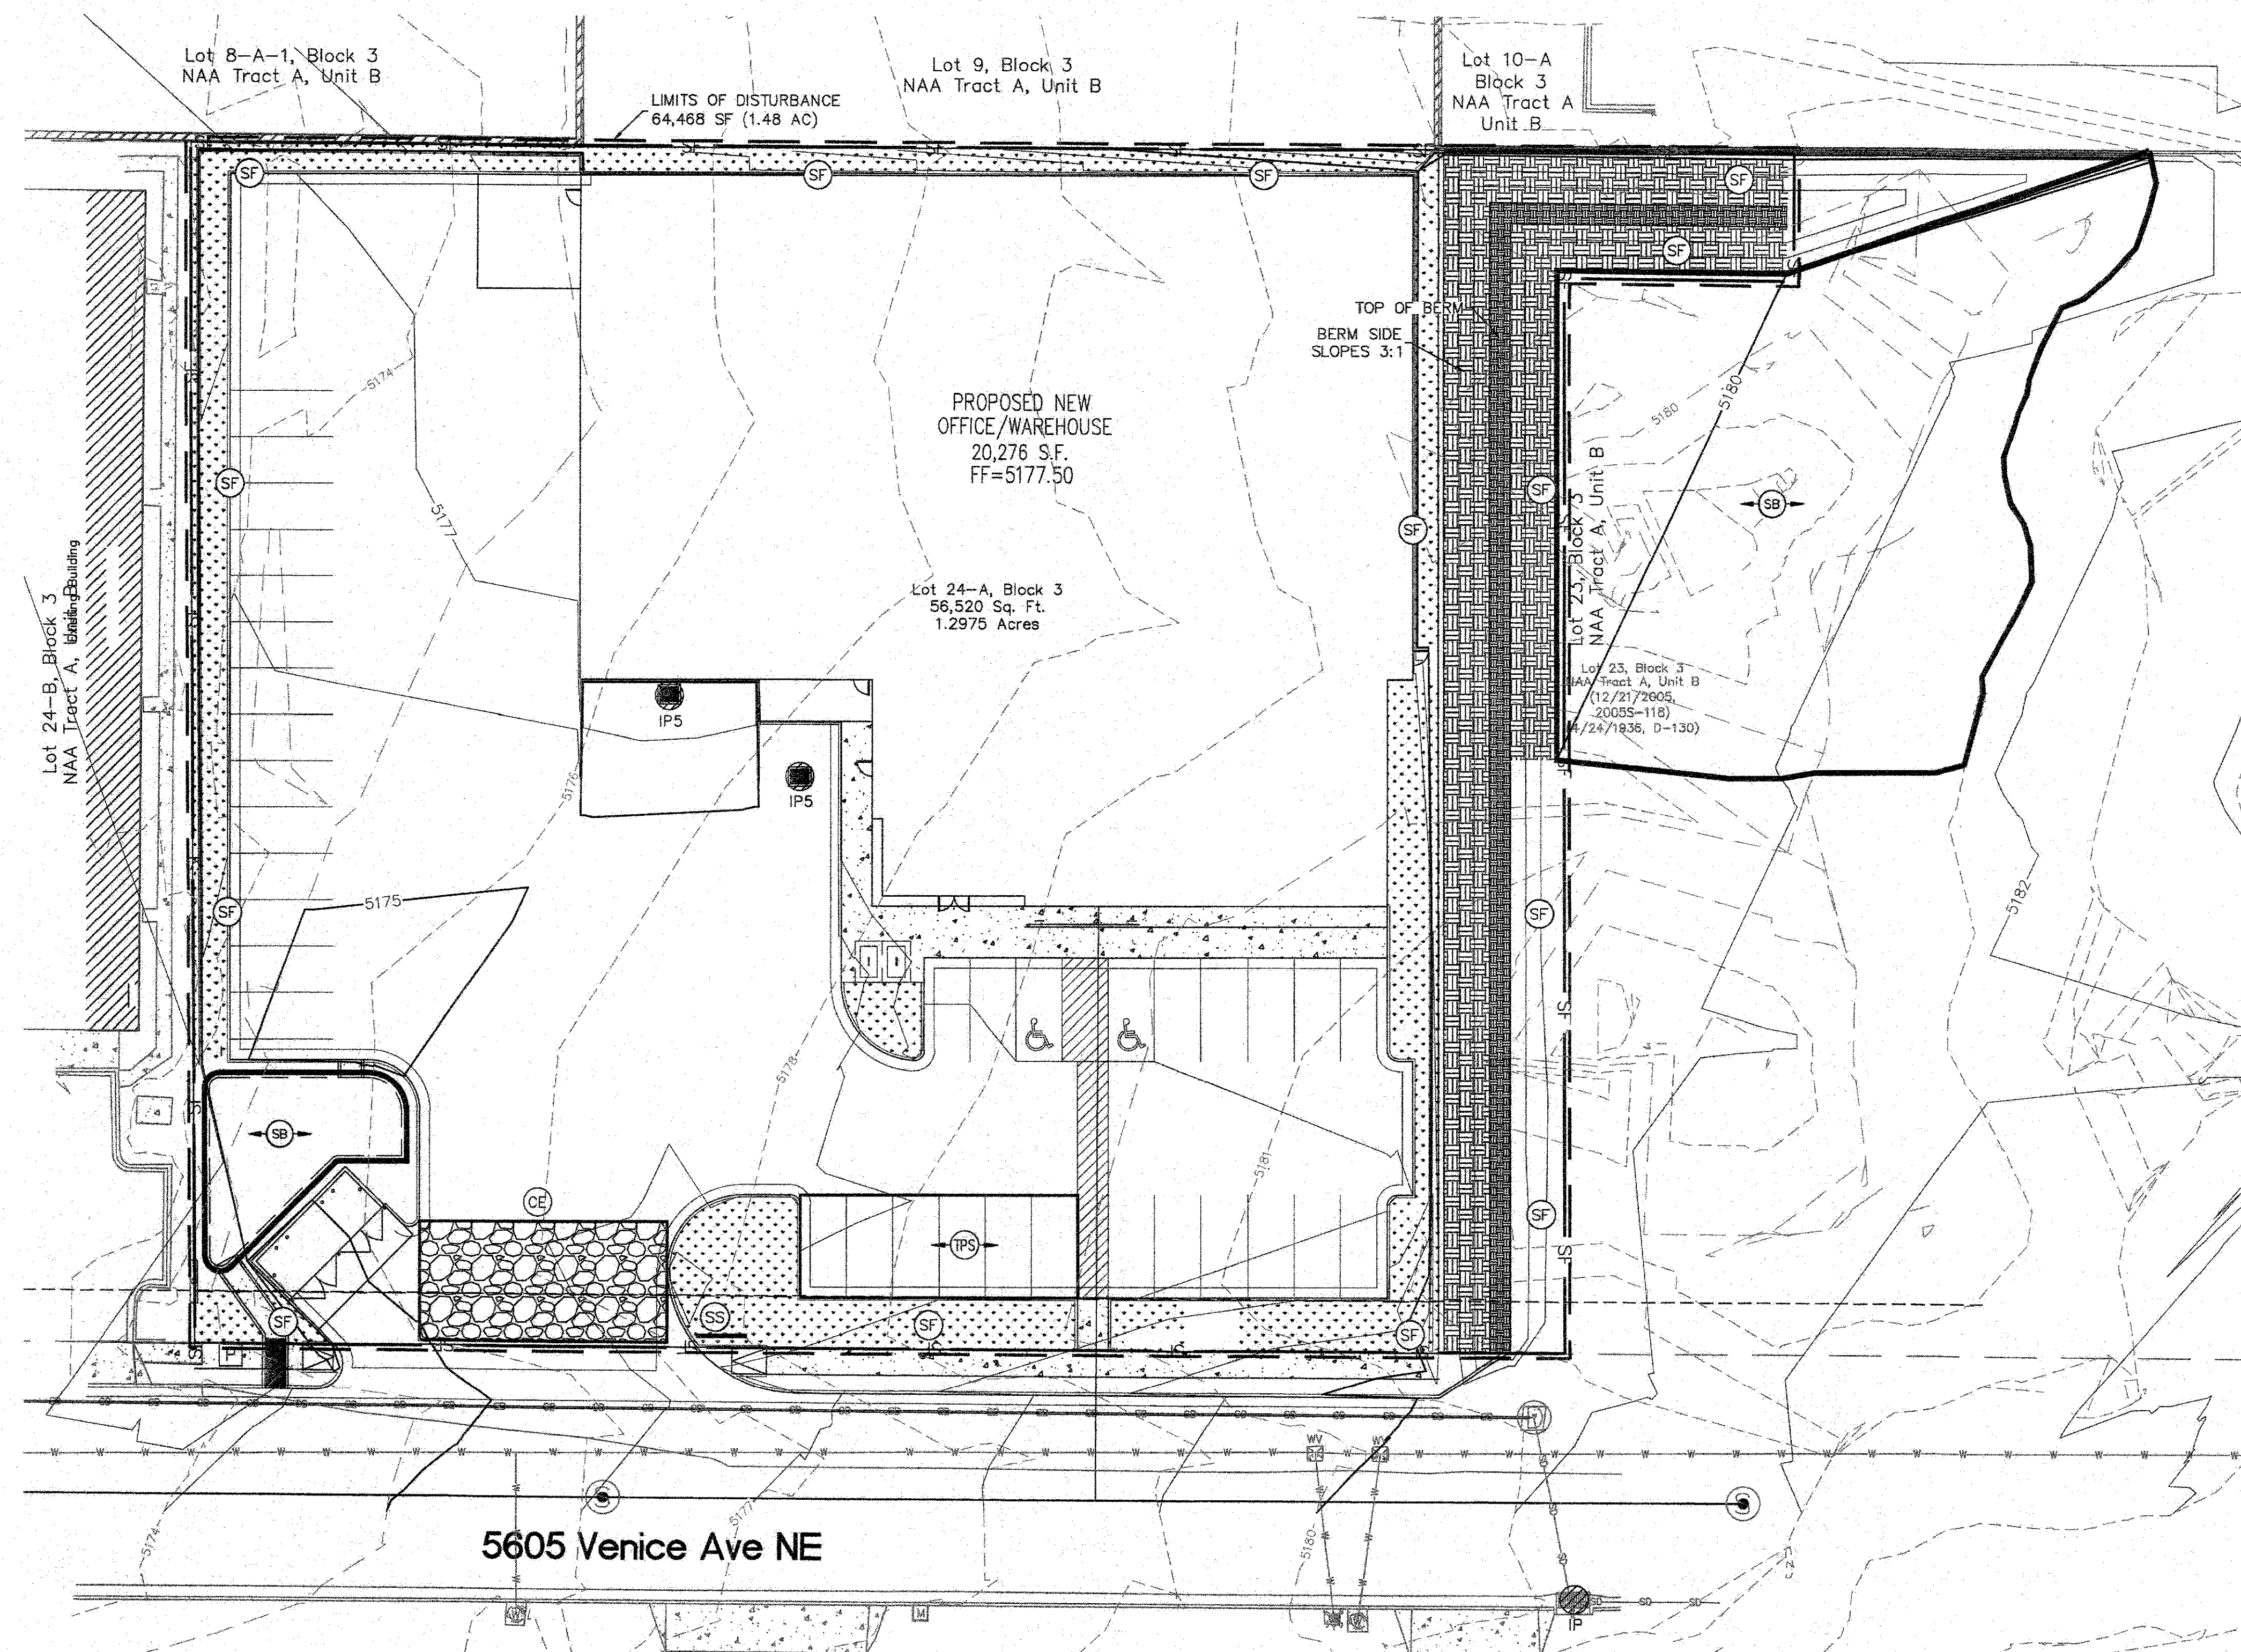 Lot 8-A-1, Block 3
NAA Tract A, Unit B
Lot 9, Block 3
NAA Tract A, Unit B
Lot 10-A
Block 3
NAA Tract A
Unit B
LIMITS OF DISTURBANCE
64,468 SF (1.48 AC)
SF
SF
SF
SF
SF
TOP OF BERM
BERM SIDE
SLOPES 3:1
5174
5177
PROPOSED NEW
OFFICE/WAREHOUSE
20,276 S.F.
FF=5177.50
5180
5180
SF
SF
SF
SB
Lot 23, Block 3
NAA Tract A, Unit B
Lot 24-B, Block 3
NAA Tract A, Unit B
Existing Building
Lot 24-A, Block 3
56,520 Sq. Ft.
1.2975 Acres
Lot 23, Block 3
NAA Tract A, Unit B
(12/21/2005,
2005S-118)
IP5
IP5
5176
5175
SF
SF
5182
5178
SB
5181
CE
SF
TPS
SS
SF
SF
SF
WV
WV
5174
5177
5180
5605 Venice Ave NE
M
IP